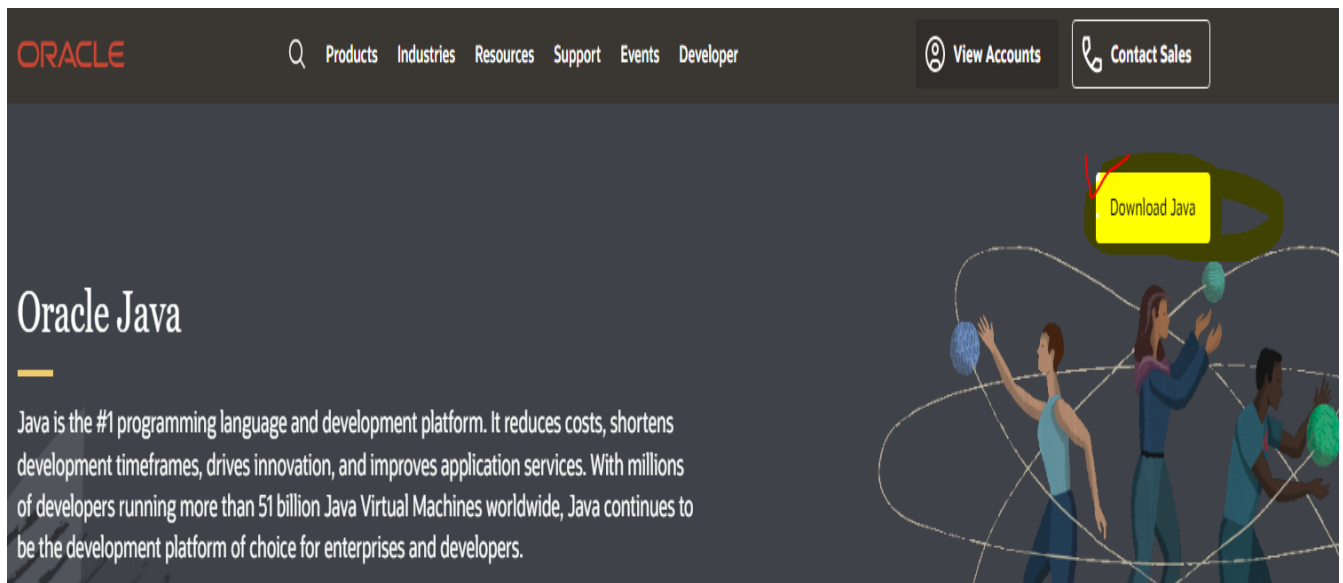 ORACLE
Products Industries Resources Support Events Developer
View Accounts
Contact Sales
Download Java
Oracle Java
Java is the #1 programming language and development platform. It reduces costs, shortens
development timeframes, drives innovation, and improves application services. With millions
of developers running more than 51 billion Java Virtual Machines worldwide, Java continues to
be the development platform of choice for enterprises and developers.